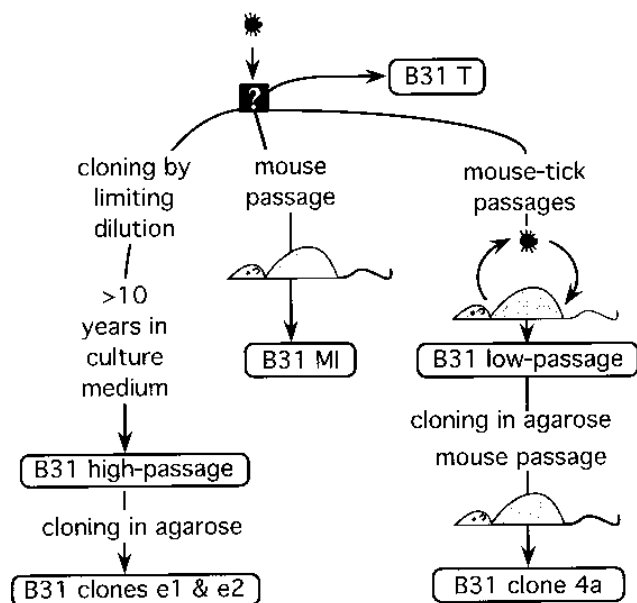 ?
B31 T
cloning by
limiting
dilution
>10
years in
culture
medium
B31 high-passage
cloning in agarose
B31 clones e1 & e2
mouse
passage
B31 MI
mouse-tick
passages
B31 low-passage
cloning in agarose
mouse passage
B31 clone 4a